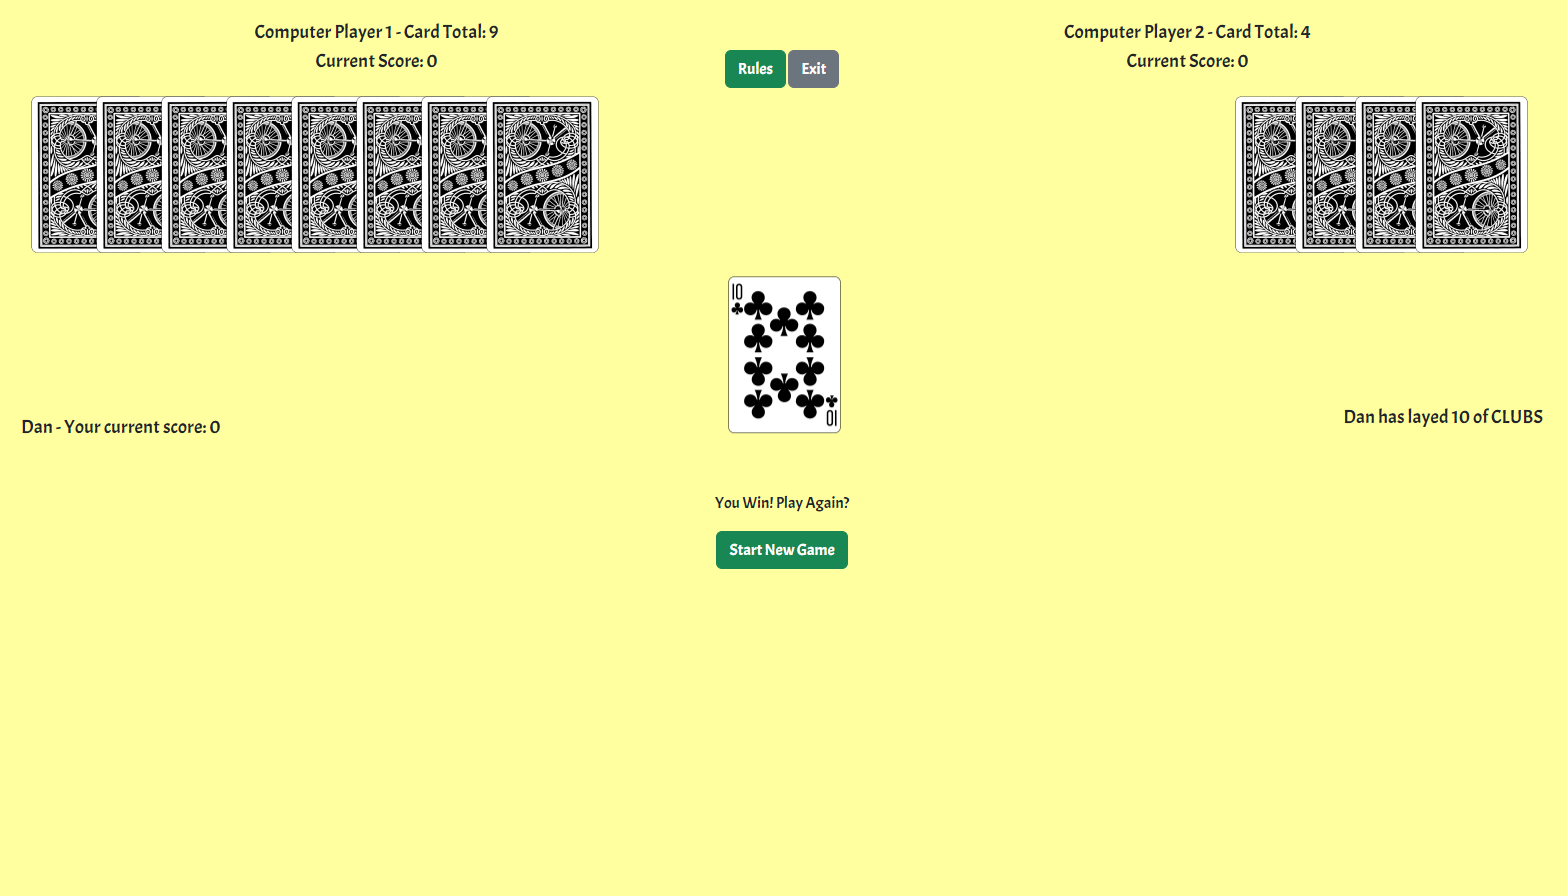 Computer Player 1 - Card Total: 9
Current Score: 0
Rules
Exit
Computer Player 2 - Card Total: 4
Current Score: 0
10
10
Dan - Your current score: 0
Dan has layed 10 of CLUBS
You Win! Play Again?
Start New Game